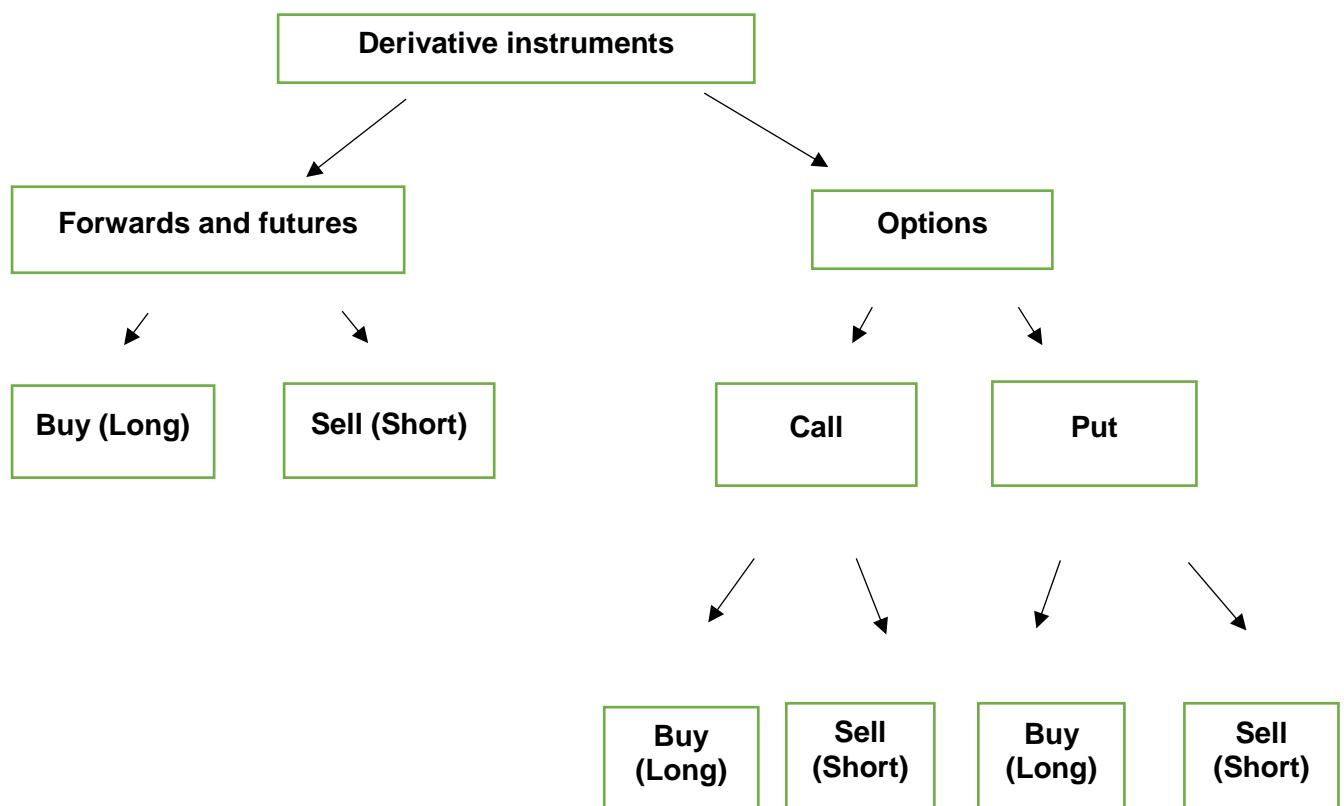 Derivative instruments
Forwards and futures
Options
Buy (Long)
Sell (Short)
Call
Put
Buy
(Long)
Sell
(Short)
Buy
(Long)
Sell
(Short)